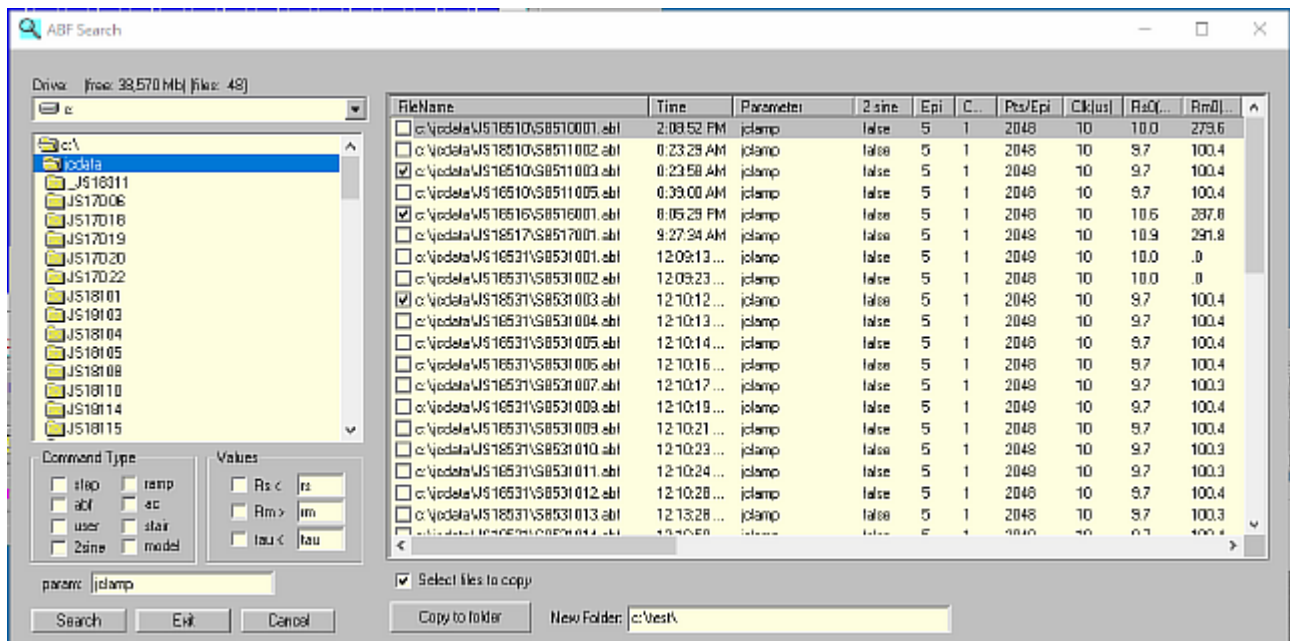 ABF Search
Drive: [free: 38,570 Mb] [files: 48]
c:
c:\
jcdata
_JS18311
JS17006
JS17018
JS17019
JS17020
JS17022
JS18101
JS18103
JS18104
JS18105
JS18108
JS18110
JS18114
JS18115
Command Type
step ramp
abf ac
user stair
2sine model
Values
Rs < rs
Rm > rm
tau < tau
param: jclamp
Search Exit Cancel
FileName Time Parameter 2 sine Epi C... Pts/Epi Clk(us) Rs0(... Rm0(...
c:\jcdata\JS18510\S8510001.abf 2:08:52 PM jclamp false 5 1 2048 10 10.0 279.6
c:\jcdata\JS18510\S8511002.abf 0:23:29 AM jclamp false 5 1 2048 10 9.7 100.4
c:\jcdata\JS18510\S8511003.abf 0:23:58 AM jclamp false 5 1 2048 10 9.7 100.4
c:\jcdata\JS18510\S8511005.abf 0:39:00 AM jclamp false 5 1 2048 10 9.7 100.4
c:\jcdata\JS18516\S8516001.abf 8:05:29 PM jclamp false 5 1 2048 10 10.6 287.8
c:\jcdata\JS18517\S8517001.abf 9:27:34 AM jclamp false 5 1 2048 10 10.9 291.8
c:\jcdata\JS18531\S8531001.abf 12:09:13... jclamp false 5 1 2048 10 10.0 .0
c:\jcdata\JS18531\S8531002.abf 12:09:23... jclamp false 5 1 2048 10 10.0 .0
c:\jcdata\JS18531\S8531003.abf 12:10:12... jclamp false 5 1 2048 10 9.7 100.4
c:\jcdata\JS18531\S8531004.abf 12:10:13... jclamp false 5 1 2048 10 9.7 100.4
c:\jcdata\JS18531\S8531005.abf 12:10:14... jclamp false 5 1 2048 10 9.7 100.4
c:\jcdata\JS18531\S8531006.abf 12:10:16... jclamp false 5 1 2048 10 9.7 100.4
c:\jcdata\JS18531\S8531007.abf 12:10:17... jclamp false 5 1 2048 10 9.7 100.3
c:\jcdata\JS18531\S8531008.abf 12:10:19... jclamp false 5 1 2048 10 9.7 100.4
c:\jcdata\JS18531\S8531009.abf 12:10:21... jclamp false 5 1 2048 10 9.7 100.4
c:\jcdata\JS18531\S8531010.abf 12:10:23... jclamp false 5 1 2048 10 9.7 100.3
c:\jcdata\JS18531\S8531011.abf 12:10:24... jclamp false 5 1 2048 10 9.7 100.3
c:\jcdata\JS18531\S8531012.abf 12:10:28... jclamp false 5 1 2048 10 9.7 100.4
c:\jcdata\JS18531\S8531013.abf 12:13:28... jclamp false 5 1 2048 10 9.7 100.3
Select files to copy
Copy to folder New Folder: c:\test\